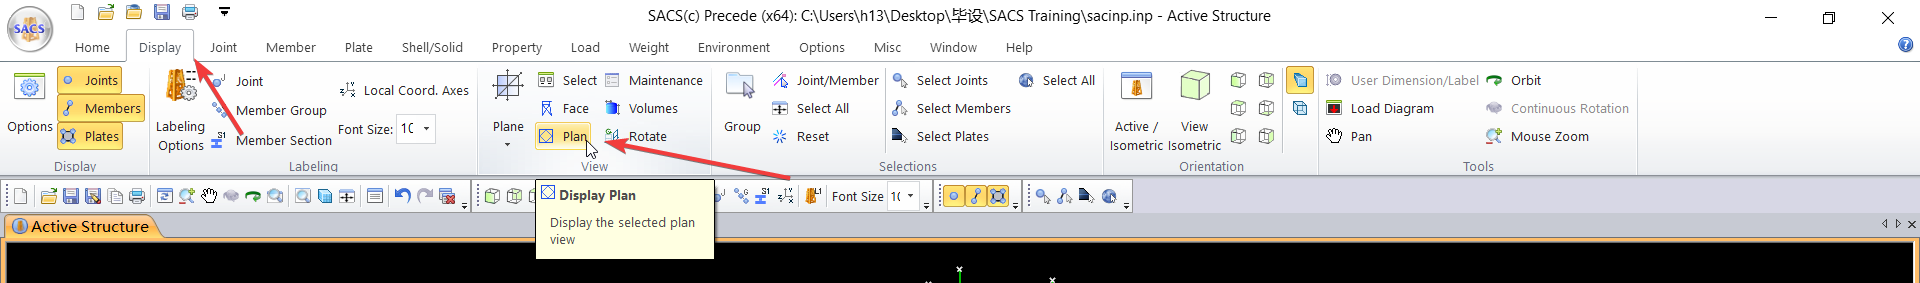 SACS
SACS(c) Precede (x64): C:\Users\h13\Desktop\毕设\SACS Training\sacinp.inp - Active Structure
Home Display Joint Member Plate Shell/Solid Property Load Weight Environment Options Misc Window Help
Options
Joints
Members
Plates
Display
Labeling
Options
Joint
Member Group
Member Section
Local Coord. Axes
Font Size:
Labeling
Plane
Select
Face
Plan
Maintenance
Volumes
Rotate
View
Group
Joint/Member
Select All
Reset
Select Joints
Select Members
Select Plates
Select All
Selections
Active /
Isometric
View
Isometric
Orientation
User Dimension/Label
Load Diagram
Pan
Orbit
Continuous Rotation
Mouse Zoom
Tools
Font Size
Display Plan
Display the selected plan
view
Active Structure